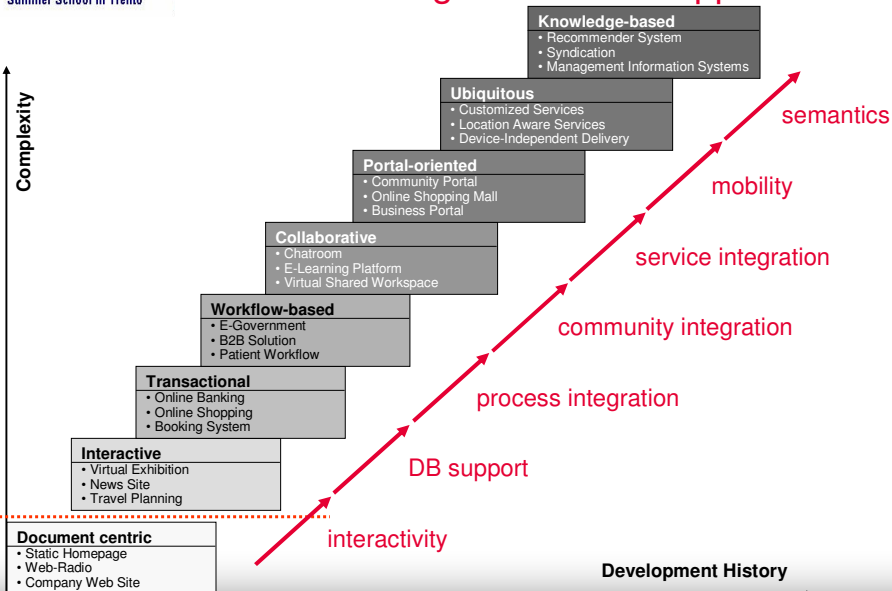 Summer School in Trento
Knowledge-based
• Recommender System
• Syndication
• Management Information Systems
Ubiquitous
• Customized Services
• Location Aware Services
• Device-Independent Delivery
Portal-oriented
• Community Portal
• Online Shopping Mall
• Business Portal
Collaborative
• Chatroom
• E-Learning Platform
• Virtual Shared Workspace
Workflow-based
• E-Government
• B2B Solution
• Patient Workflow
Transactional
• Online Banking
• Online Shopping
• Booking System
Interactive
• Virtual Exhibition
• News Site
• Travel Planning
Document centric
• Static Homepage
• Web-Radio
• Company Web Site
Complexity
semantics
mobility
service integration
community integration
process integration
DB support
interactivity
Development History